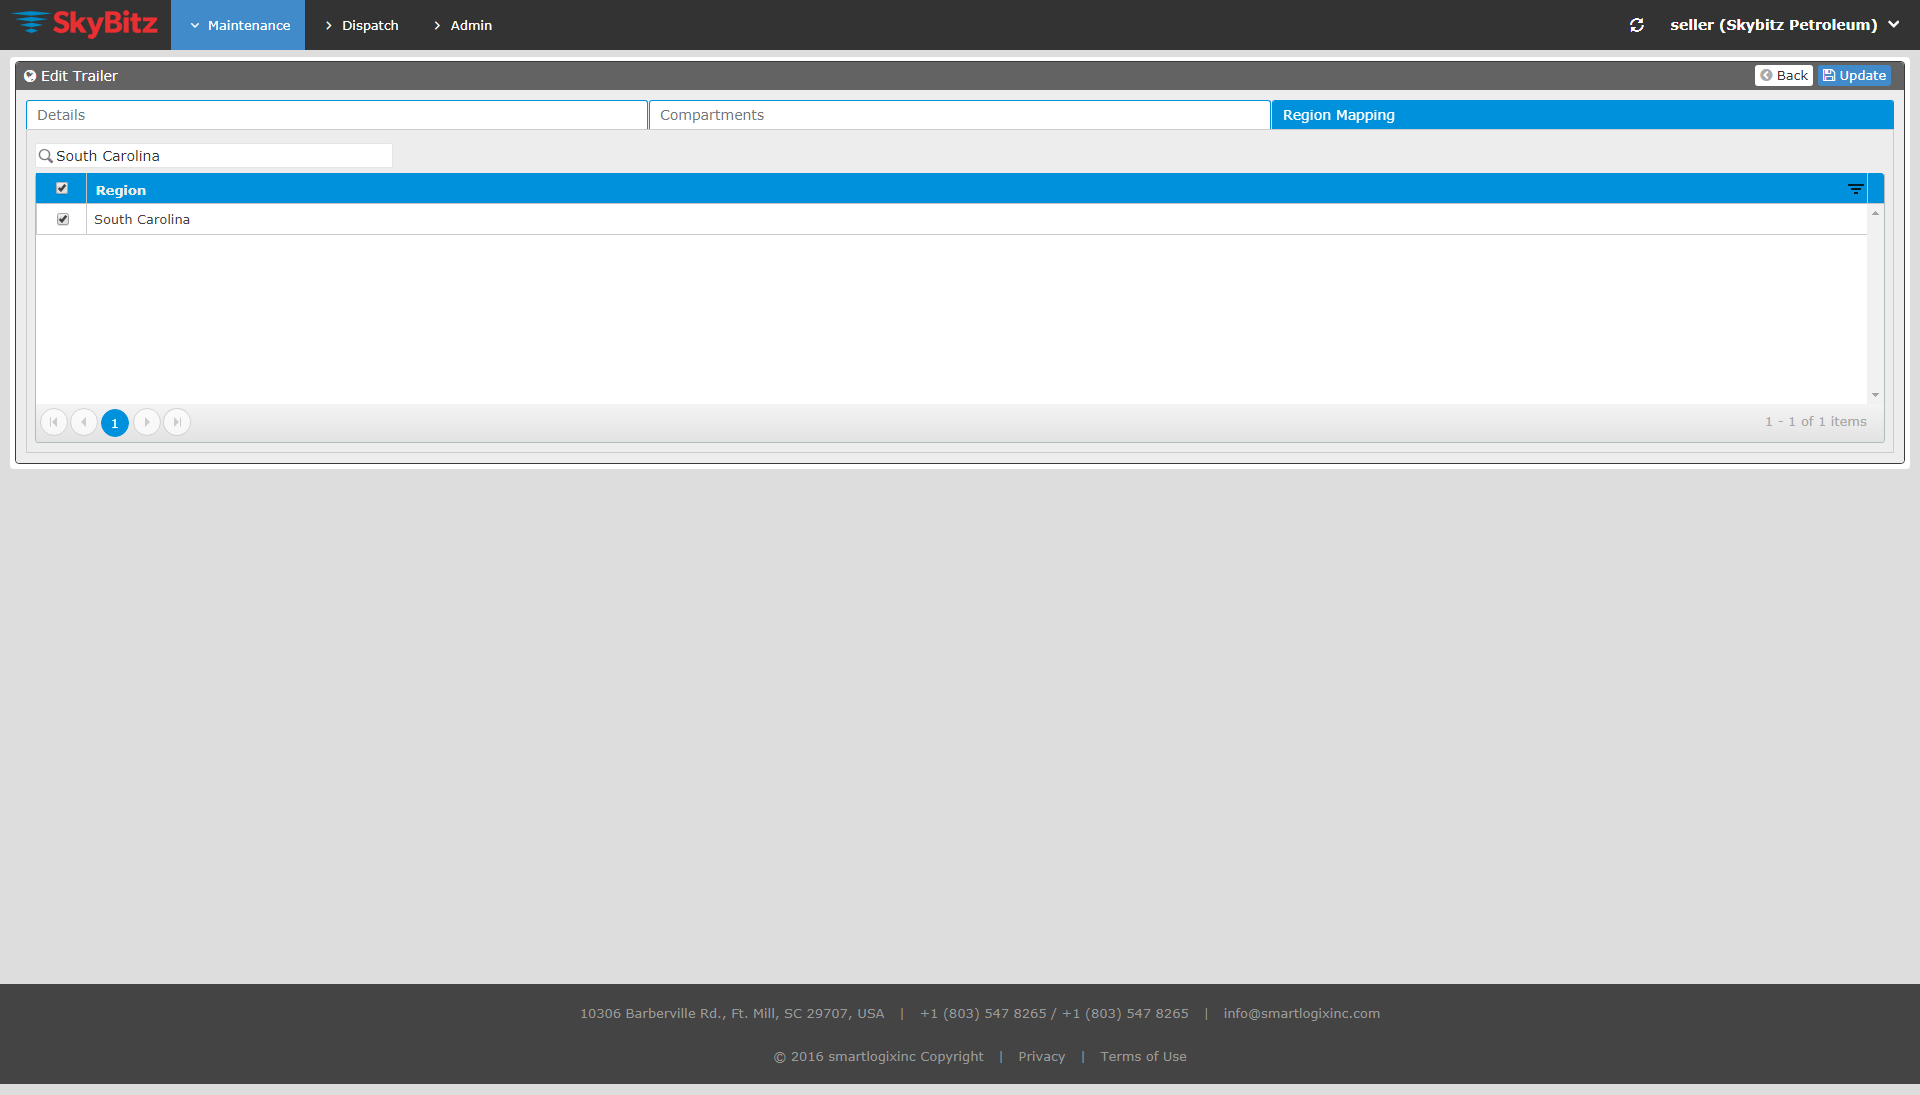 SkyBitz
Maintenance
Dispatch
Admin
seller (Skybitz Petroleum)
Edit Trailer
Back
Update
Details
Compartments
Region Mapping
South Carolina
Region
South Carolina
1
1 - 1 of 1 items
10306 Barberville Rd., Ft. Mill, SC 29707, USA | +1 (803) 547 8265 / +1 (803) 547 8265 | info@smartlogixinc.com
© 2016 smartlogixinc Copyright | Privacy | Terms of Use